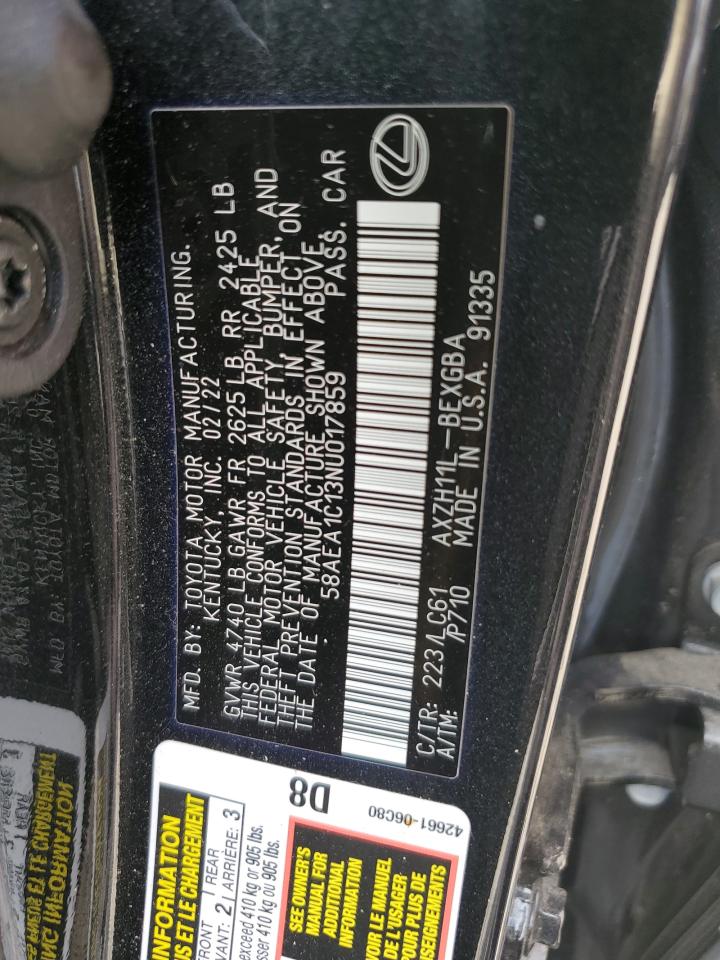 MFD. BY: TOYOTA MOTOR MANUFACTURING.
KENTUCKY, INC. 02/22
GVWR 4740 LB GAWR FR 2625 LB RR 2425 LB
THIS VEHICLE CONFORMS TO ALL APPLICABLE
FEDERAL MOTOR VEHICLE SAFETY, BUMPER, AND
THEFT PREVENTION STANDARDS IN EFFECT ON
THE DATE OF MANUFACTURE SHOWN ABOVE.
58AEA1C13NU017859 PASS. CAR
C/TR: 223/LC61 AXZH11L-BEXGBA
A/TM: /P710 MADE IN U.S.A. 91335
INFORMATION
ET LE CHARGEMENT
FRONT
AVANT: 2 | REAR
ARRIÈRE: 3
exceed 410 kg or 905 lbs.
410 kg ou 905 lbs.
D8
SEE OWNER'S
MANUAL FOR
ADDITIONAL
INFORMATION
VOIR LE MANUEL
DE L'USAGER
POUR PLUS DE
42661-06C80